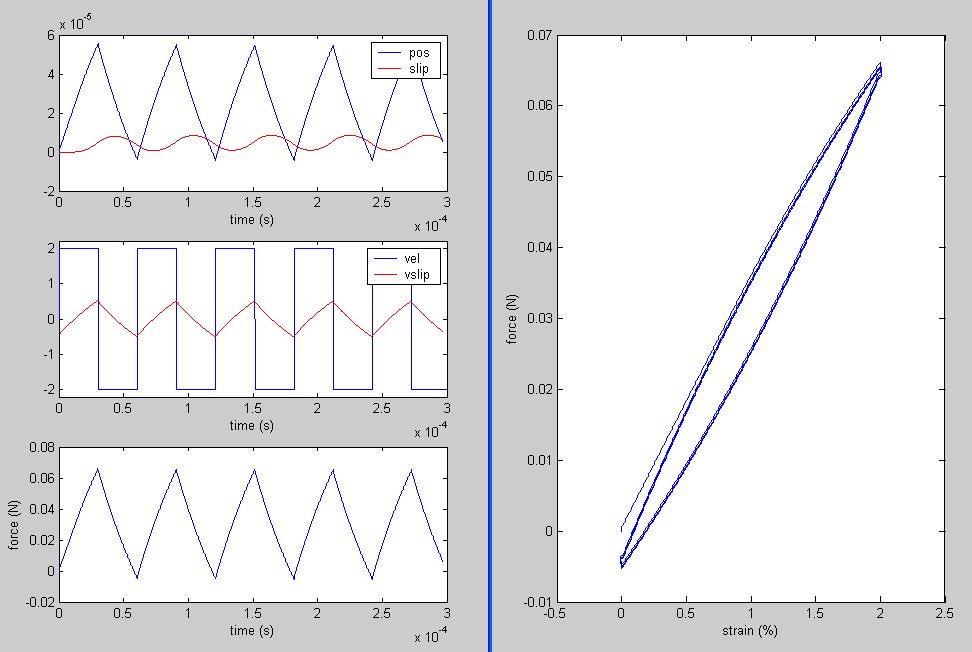 x 10-5
6
4
2
0
-2
pos
slip
0 0.5 1 1.5 2 2.5 3
time (s)
x 10-4
2
1
0
-1
-2
vel
vslip
0 0.5 1 1.5 2 2.5 3
time (s)
x 10-4
0.08
0.06
0.04
0.02
0
-0.02
force (N)
0 0.5 1 1.5 2 2.5 3
time (s)
x 10-4
0.07
0.06
0.05
0.04
0.03
0.02
0.01
0
-0.01
force (N)
-0.5 0 0.5 1 1.5 2 2.5
strain (%)